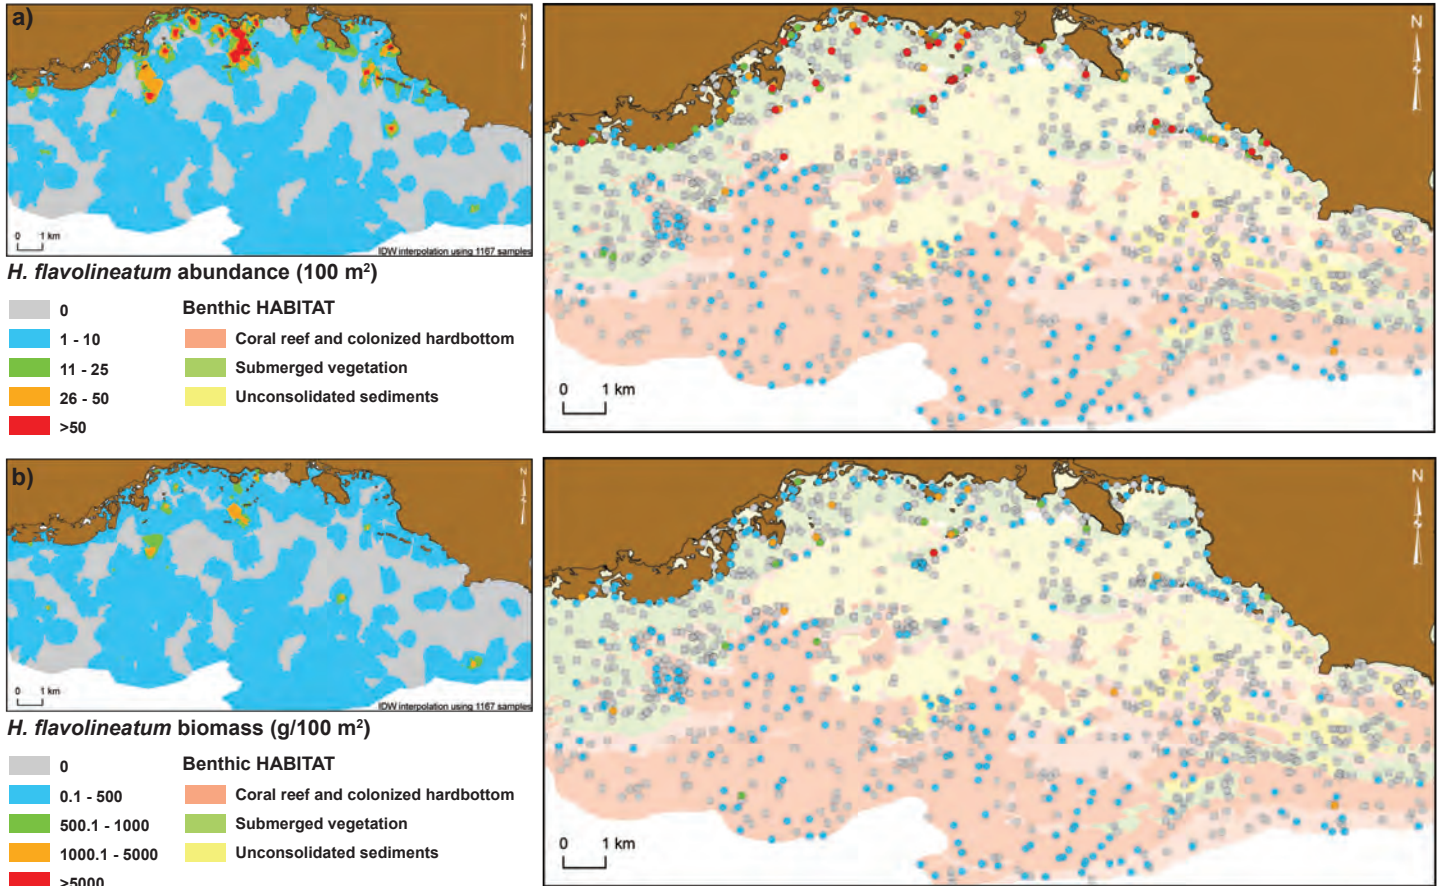 a)
N
0 1 km
IDW interpolation using 1167 samples
N
0 1 km
H. flavolineatum abundance (100 m²)
0
1 - 10
11 - 25
26 - 50
>50
Benthic HABITAT
Coral reef and colonized hardbottom
Submerged vegetation
Unconsolidated sediments
b)
N
0 1 km
IDW interpolation using 1167 samples
N
0 1 km
H. flavolineatum biomass (g/100 m²)
0
0.1 - 500
500.1 - 1000
1000.1 - 5000
>5000
Benthic HABITAT
Coral reef and colonized hardbottom
Submerged vegetation
Unconsolidated sediments